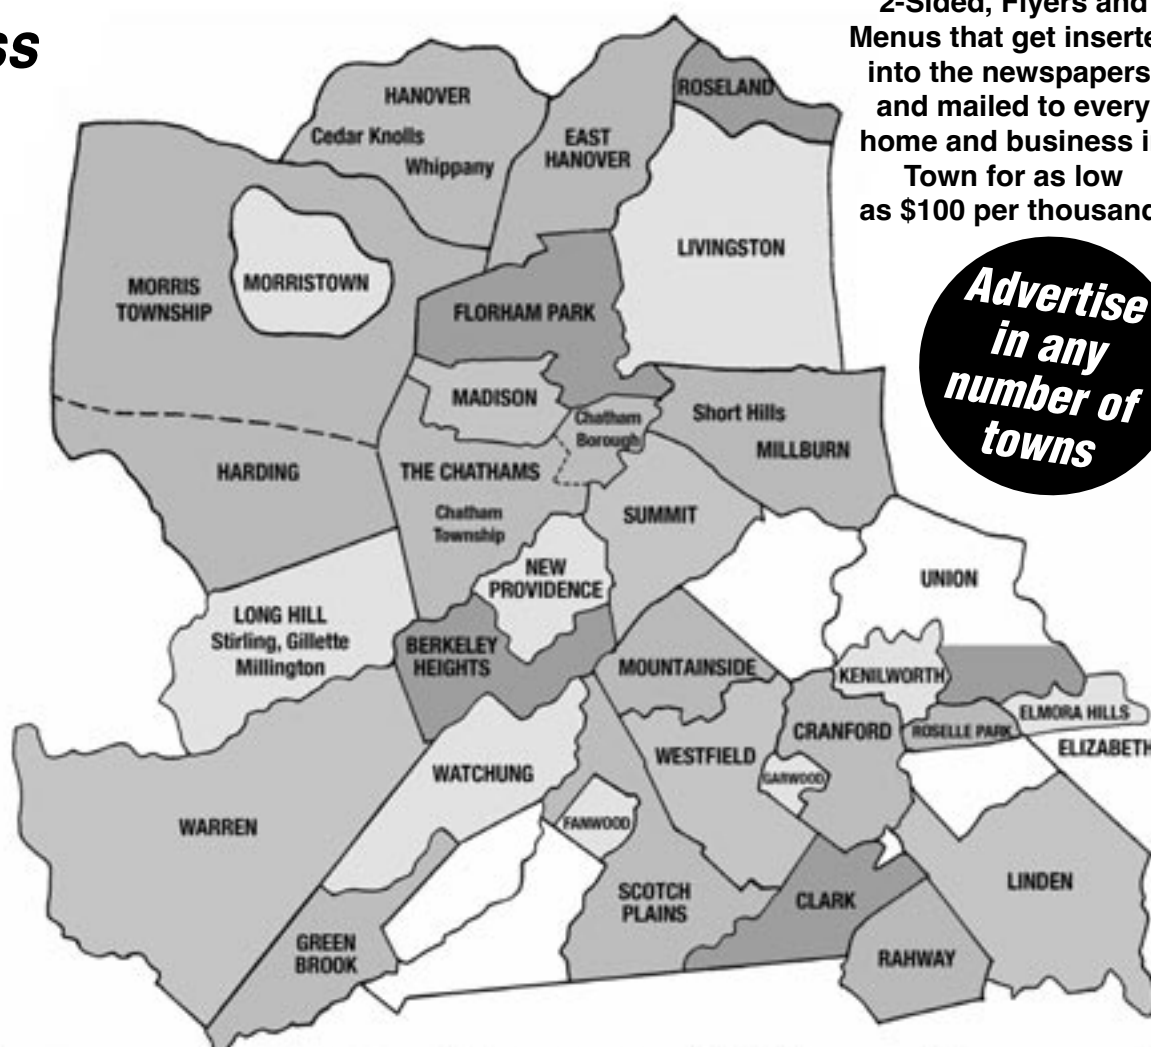 ss
2-Sided, Flyers and
Menus that get inserte
into the newspapers
and mailed to every
home and business i
Town for as low
as $100 per thousand
Advertise
in any
number of
towns
HANOVER
Cedar Knolls
Whippany
EAST
HANOVER
ROSELAND
LIVINGSTON
MORRISTOWN
MORRIS
TOWNSHIP
FLORHAM PARK
MADISON
Chatham
Borough
Short Hills
MILLBURN
HARDING
THE CHATHAMS
Chatham
Township
SUMMIT
NEW
PROVIDENCE
UNION
LONG HILL
Stirling, Gillette
Millington
BERKELEY
HEIGHTS
MOUNTAINSIDE
KENILWORTH
ELMORA HILLS
CRANFORD
ROSELLE PARK
ELIZABETH
WESTFIELD
GARWOOD
WATCHUNG
WARREN
FANWOOD
SCOTCH
PLAINS
CLARK
LINDEN
GREEN
BROOK
RAHWAY